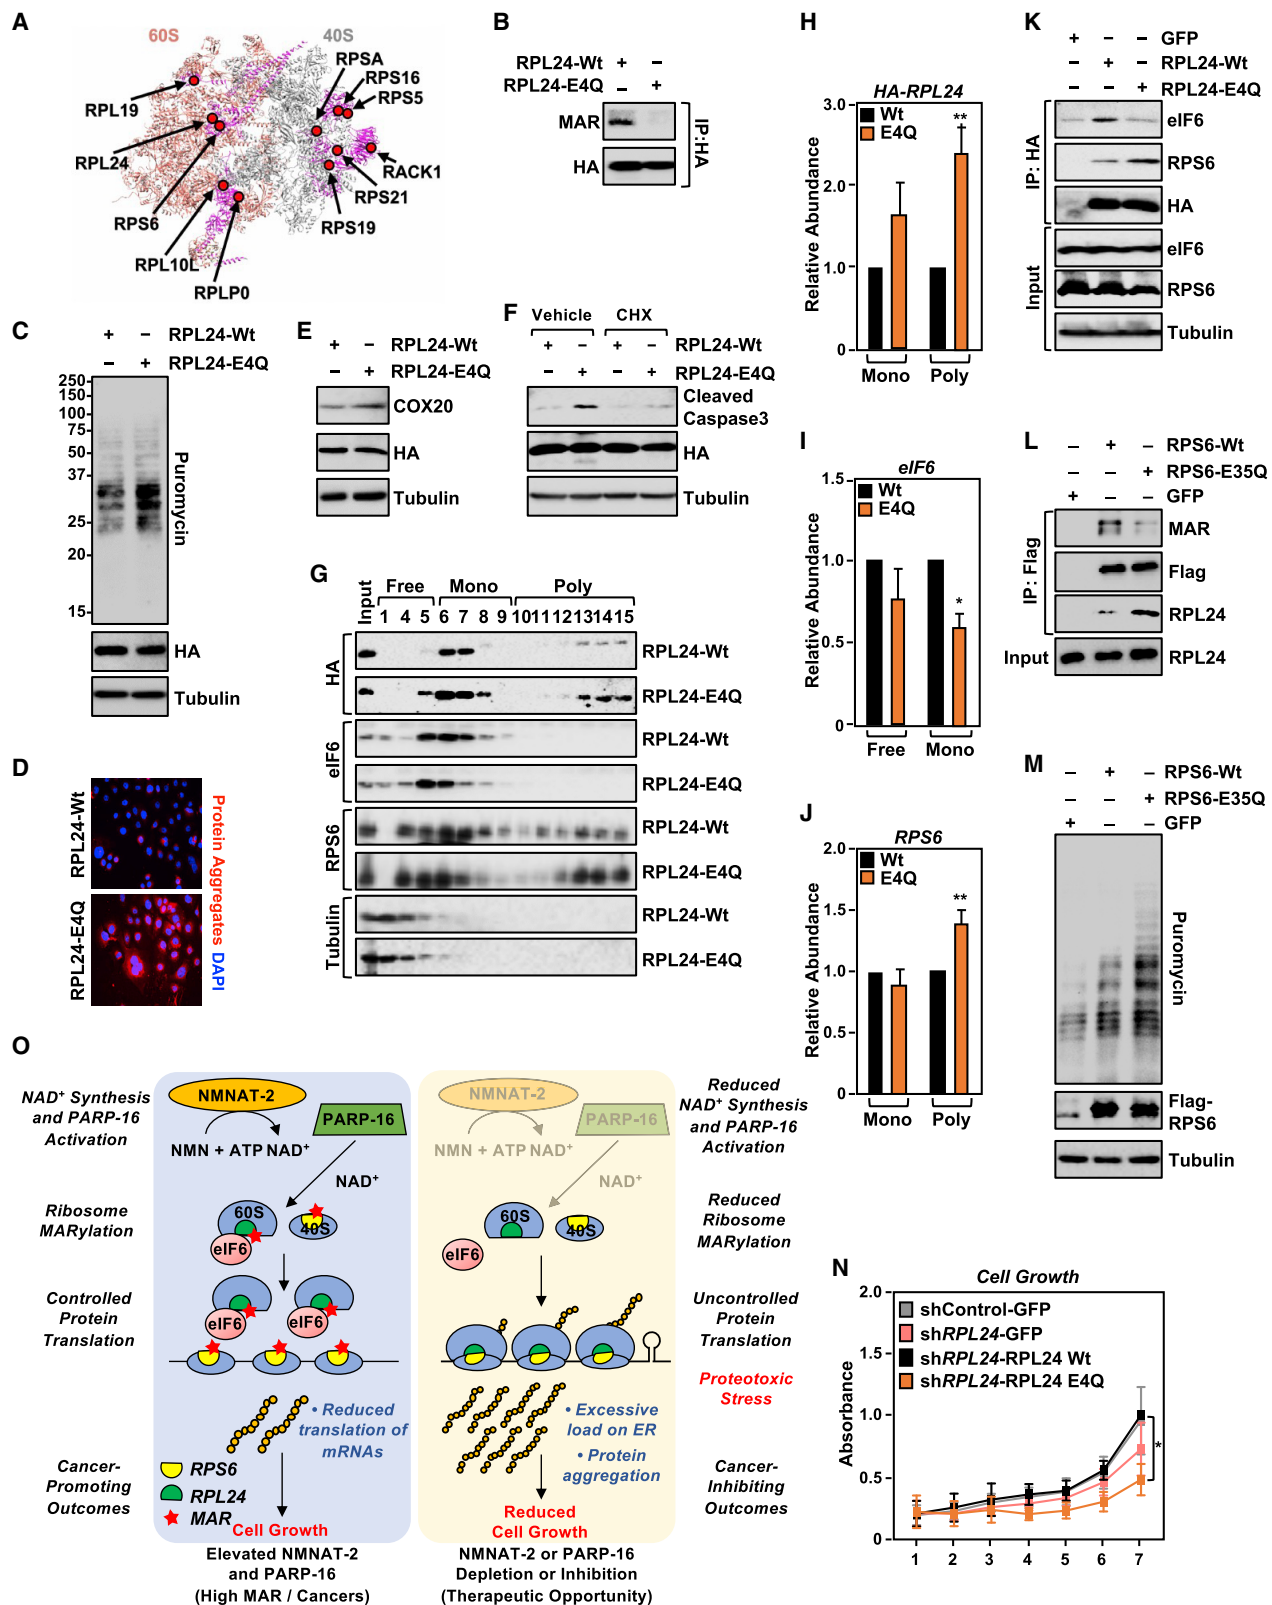 A
60S
40S
RPSA
RPS16
RPS5
RPL19
RPL24
RACK1
RPS21
RPS6
RPS19
RPL10L
RPLP0
B
RPL24-Wt + –
RPL24-E4Q – +
MAR
HA
IP:HA
C
+ – RPL24-Wt
– + RPL24-E4Q
250
150
100
75
50
37
25
20
15
Puromycin
HA
Tubulin
D
RPL24-Wt
RPL24-E4Q
Protein Aggregates DAPI
E
+ – RPL24-Wt
– + RPL24-E4Q
COX20
HA
Tubulin
F
Vehicle CHX
+ – + – RPL24-Wt
– + – + RPL24-E4Q
Cleaved
Caspase3
HA
Tubulin
G
Free Mono Poly
Input 1 4 5 6 7 8 9 10 11 12 13 14 15
HA
RPL24-Wt
RPL24-E4Q
eIF6
RPL24-Wt
RPL24-E4Q
RPS6
RPL24-Wt
RPL24-E4Q
Tubulin
RPL24-Wt
RPL24-E4Q
H
HA-RPL24
Relative Abundance
3.0
2.0
1.0
0
Wt
E4Q
**
Mono Poly
I
eIF6
Relative Abundance
1.5
1.0
0.5
0
Wt
E4Q
*
Free Mono
J
RPS6
Relative Abundance
2.0
1.5
1.0
0.5
0
Wt
E4Q
**
Mono Poly
K
+ – – GFP
– + – RPL24-Wt
– – + RPL24-E4Q
IP: HA
eIF6
RPS6
HA
Input
eIF6
RPS6
Tubulin
L
– + – RPS6-Wt
– – + RPS6-E35Q
+ – – GFP
IP: Flag
MAR
Flag
RPL24
Input
RPL24
M
– + – RPS6-Wt
– – + RPS6-E35Q
+ – – GFP
Puromycin
Flag-
RPS6
Tubulin
N
Cell Growth
Absorbance
2.0
1.5
1.0
0.5
0
shControl-GFP
shRPL24-GFP
shRPL24-RPL24 Wt
shRPL24-RPL24 E4Q
*
1 2 3 4 5 6 7
O
NAD+ Synthesis
and PARP-16
Activation
NMNAT-2
PARP-16
NMN + ATP NAD+
NAD+
NMNAT-2
PARP-16
NMN + ATP NAD+
NAD+
Reduced
NAD+ Synthesis
and PARP-16
Activation
Ribosome
MARylation
60S
40S
eIF6
60S
40S
eIF6
Reduced
Ribosome
MARylation
Controlled
Protein
Translation
eIF6
eIF6
Uncontrolled
Protein
Translation
Proteotoxic
Stress
• Reduced
translation of
mRNAs
• Excessive
load on ER
• Protein
aggregation
Cancer-
Promoting
Outcomes
RPS6
RPL24
MAR
Cell Growth
Reduced
Cell Growth
Cancer-
Inhibiting
Outcomes
Elevated NMNAT-2
and PARP-16
(High MAR / Cancers)
NMNAT-2 or PARP-16
Depletion or Inhibition
(Therapeutic Opportunity)